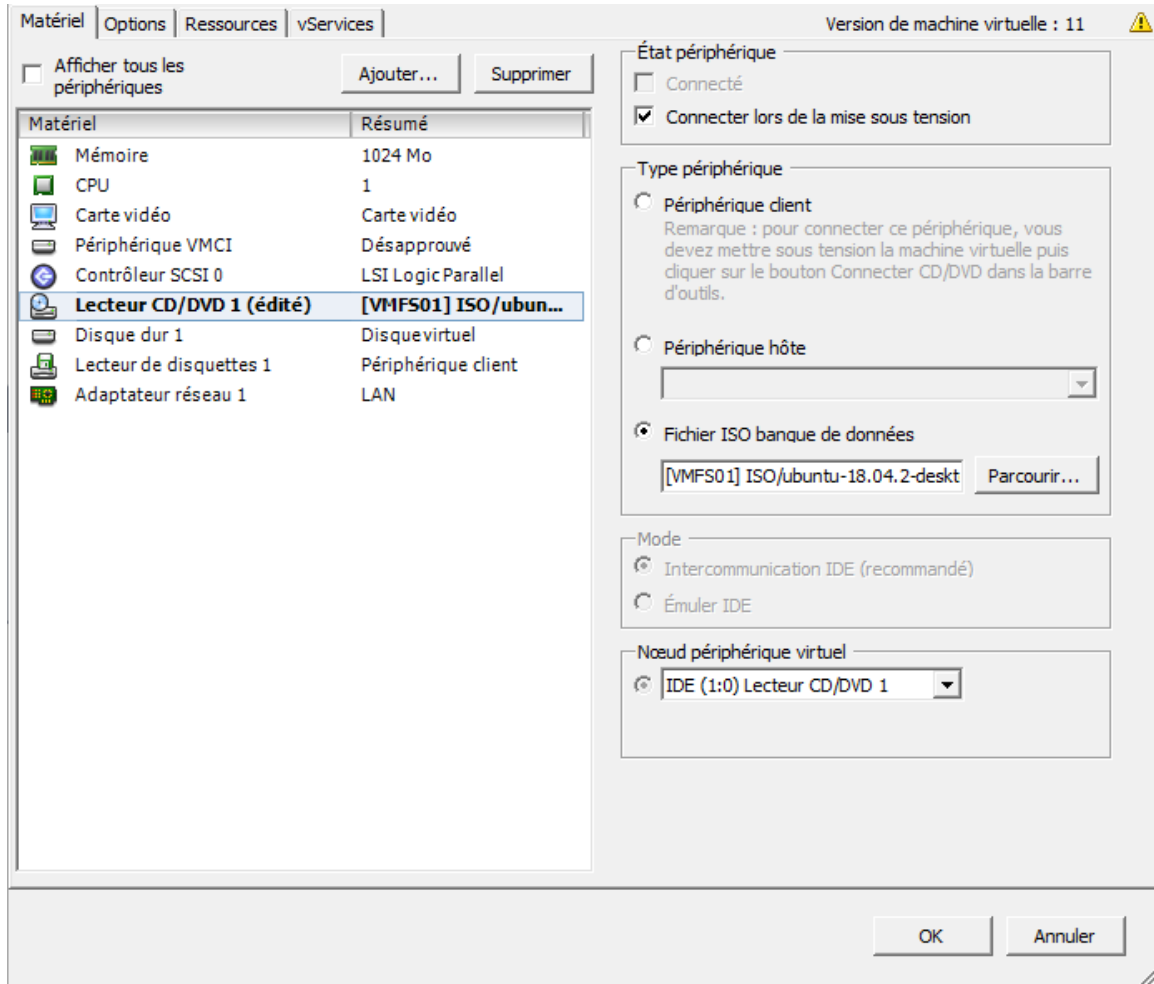 Matériel Options Ressources vServices Version de machine virtuelle : 11
Afficher tous les
périphériques
Ajouter... Supprimer
Matériel Résumé
Mémoire 1024 Mo
CPU 1
Carte vidéo Carte vidéo
Périphérique VMCI Désapprouvé
Contrôleur SCSI 0 LSI Logic Parallel
Lecteur CD/DVD 1 (édité) [VMFS01] ISO/ubun...
Disque dur 1 Disque virtuel
Lecteur de disquettes 1 Périphérique client
Adaptateur réseau 1 LAN
État périphérique
Connecté
Connecter lors de la mise sous tension
Type périphérique
Périphérique client
Remarque : pour connecter ce périphérique, vous
devez mettre sous tension la machine virtuelle puis
cliquer sur le bouton Connecter CD/DVD dans la barre
d'outils.
Périphérique hôte
Fichier ISO banque de données
[VMFS01] ISO/ubuntu-18.04.2-deskt Parcourir...
Mode
Intercommunication IDE (recommandé)
Émuler IDE
Nœud périphérique virtuel
IDE (1:0) Lecteur CD/DVD 1
OK Annuler